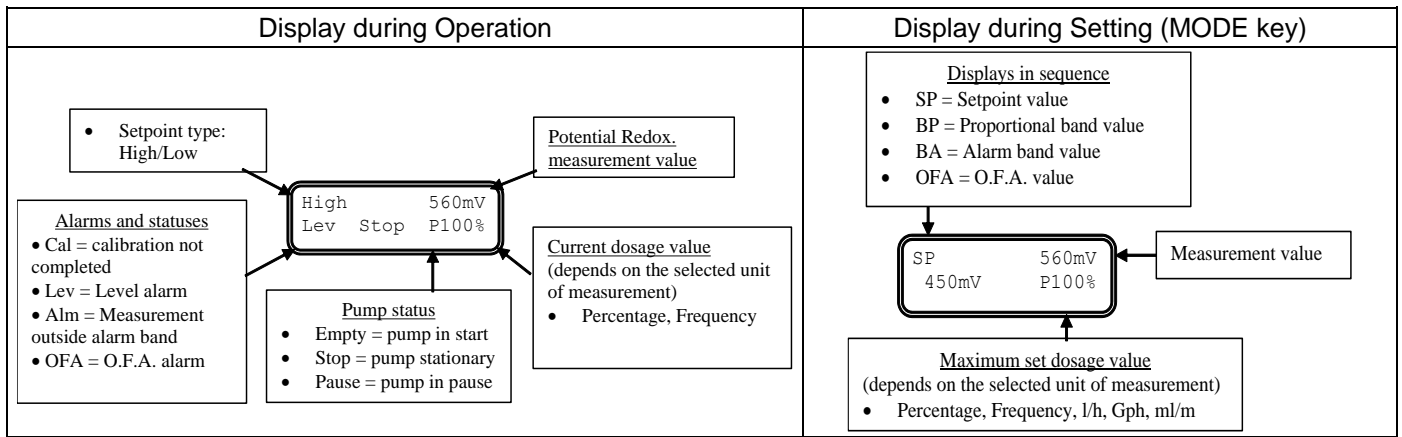 Display during Operation
Display during Setting (MODE key)
• Setpoint type:
High/Low
Potential Redox.
measurement value
High 560mV
Lev Stop P100%
Alarms and statuses
• Cal = calibration not
completed
• Lev = Level alarm
• Alm = Measurement
outside alarm band
• OFA = O.F.A. alarm
Pump status
• Empty = pump in start
• Stop = pump stationary
• Pause = pump in pause
Current dosage value
(depends on the selected unit
of measurement)
• Percentage, Frequency
Displays in sequence
• SP = Setpoint value
• BP = Proportional band value
• BA = Alarm band value
• OFA = O.F.A. value
SP 560mV
450mV P100%
Measurement value
Maximum set dosage value
(depends on the selected unit of measurement)
• Percentage, Frequency, l/h, Gph, ml/m